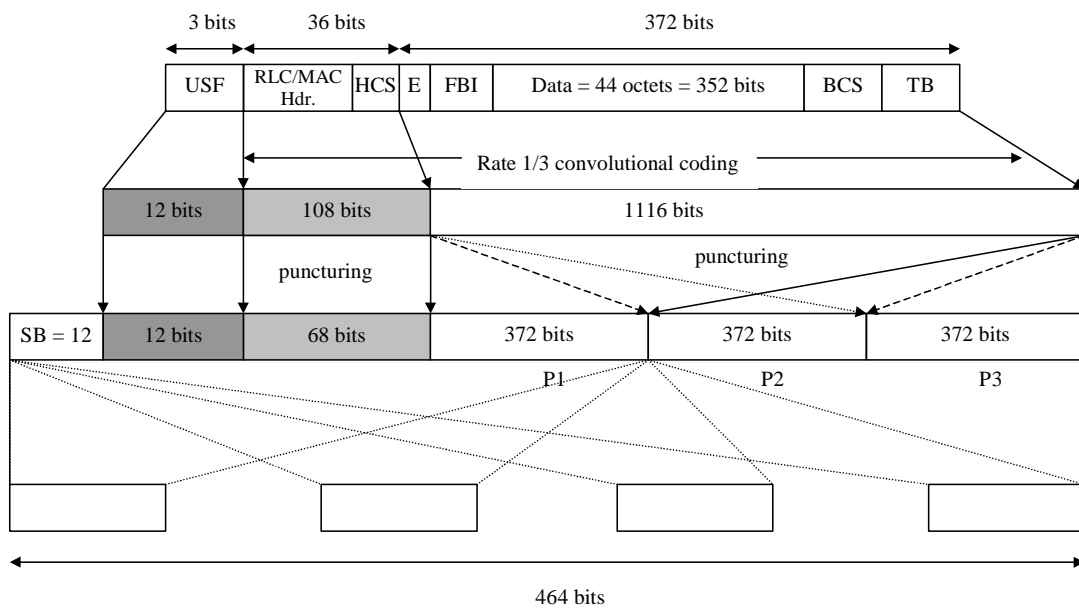 3 bits 36 bits 372 bits
USF RLC/MAC Hdr. HCS E FBI Data = 44 octets = 352 bits BCS TB
Rate 1/3 convolutional coding
12 bits 108 bits 1116 bits
puncturing puncturing
SB = 12 12 bits 68 bits 372 bits 372 bits 372 bits
P1 P2 P3
464 bits